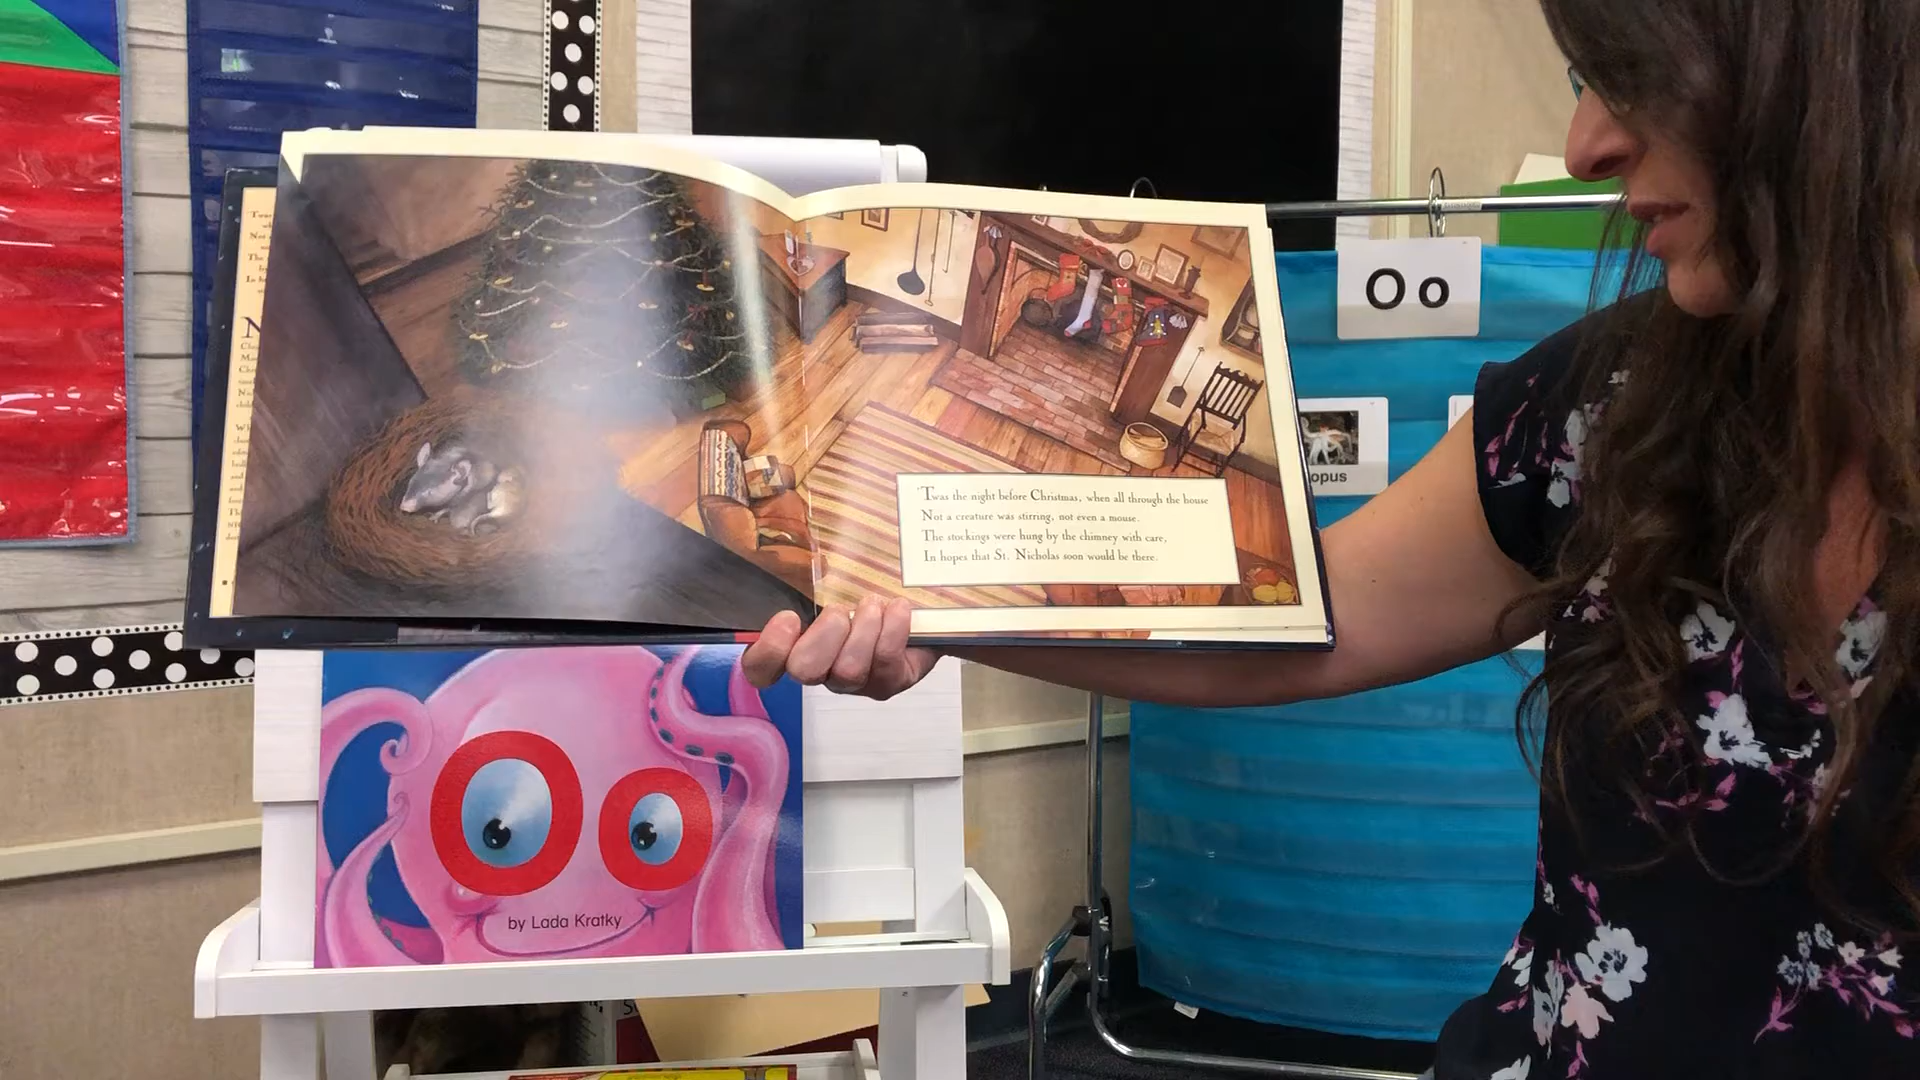 'Twas the night before Christmas, when all through the house
Not a creature was stirring, not even a mouse.
The stockings were hung by the chimney with care,
In hopes that St. Nicholas soon would be there.
Oo
opus
Oo
by Lada Kratky